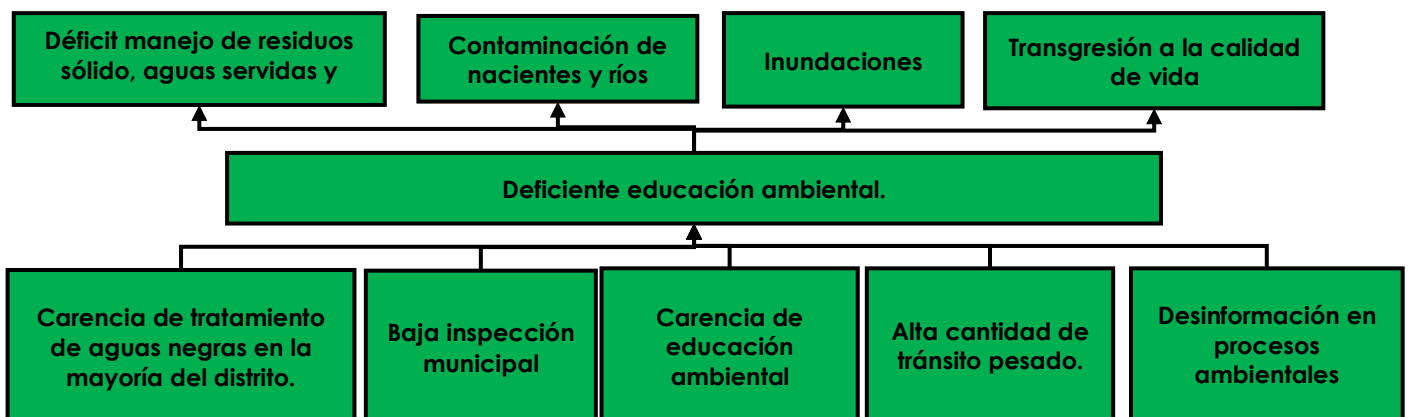 Déficit manejo de residuos
sólido, aguas servidas y
Contaminación de
nacientes y ríos
Inundaciones
Transgresión a la calidad
de vida
Deficiente educación ambiental.
Carencia de tratamiento
de aguas negras en la
mayoría del distrito.
Baja inspección
municipal
Carencia de
educación
ambiental
Alta cantidad de
tránsito pesado.
Desinformación en
procesos
ambientales